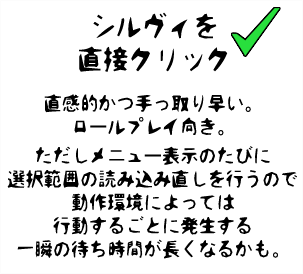 シルヴィを
直接クリック
直感的かつ手っ取り早い。
ロールプレイ向き。
ただしメニュー表示のたびに
選択範囲の読み込み直しを行うので
動作環境によっては
行動するごとに発生する
一瞬の待ち時間が長くなるかも。